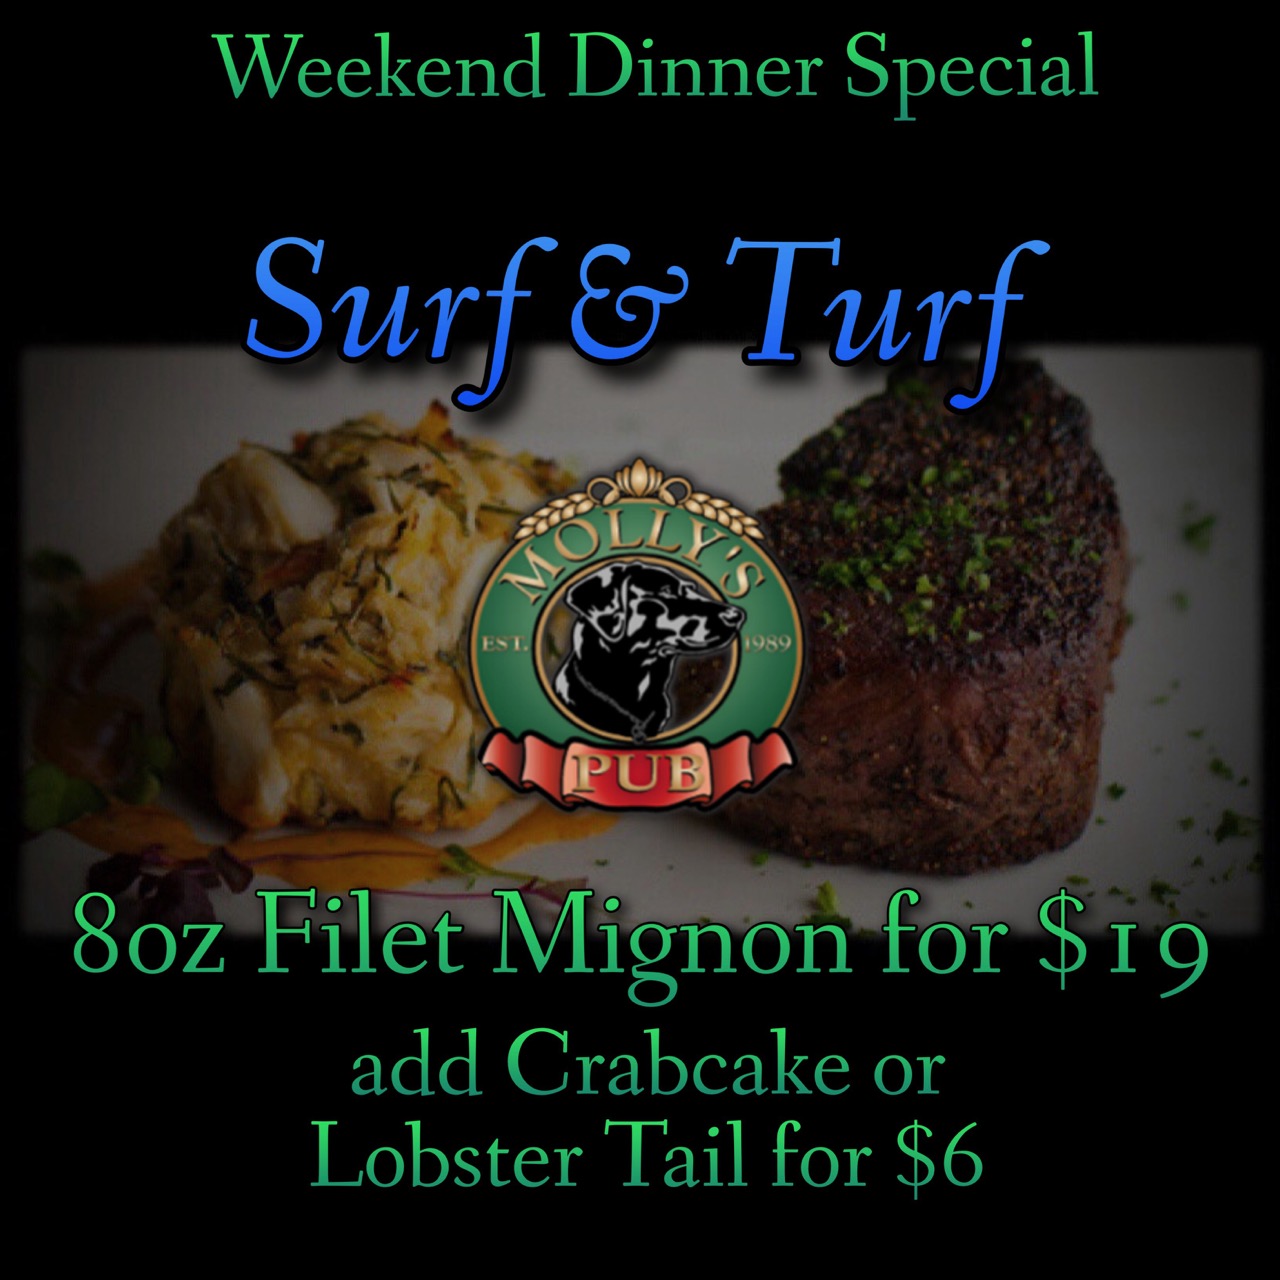 Weekend Dinner Special
Surf & Turf
MOLLY'S
EST. 1989
PUB
8oz Filet Mignon for $19
add Crabcake or
Lobster Tail for $6